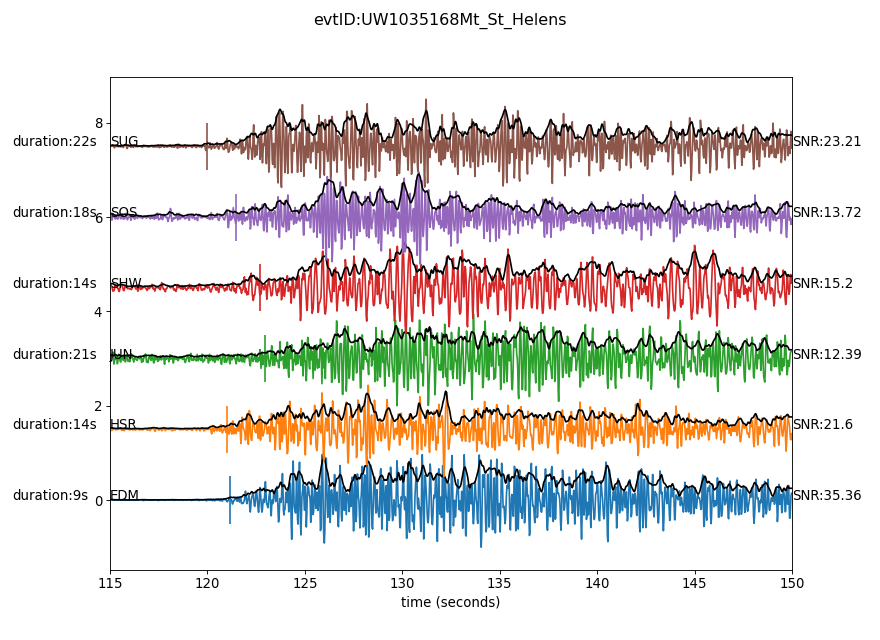 evtID:UW1035168Mt_St_Helens
8
duration:22s SUG SNR:23.21
duration:18s SOS SNR:13.72
6
duration:14s SHW SNR:15.2
4
duration:21s JUN SNR:12.39
2
duration:14s HSR SNR:21.6
duration:9s EDM SNR:35.36
0
115 120 125 130 135 140 145 150
time (seconds)